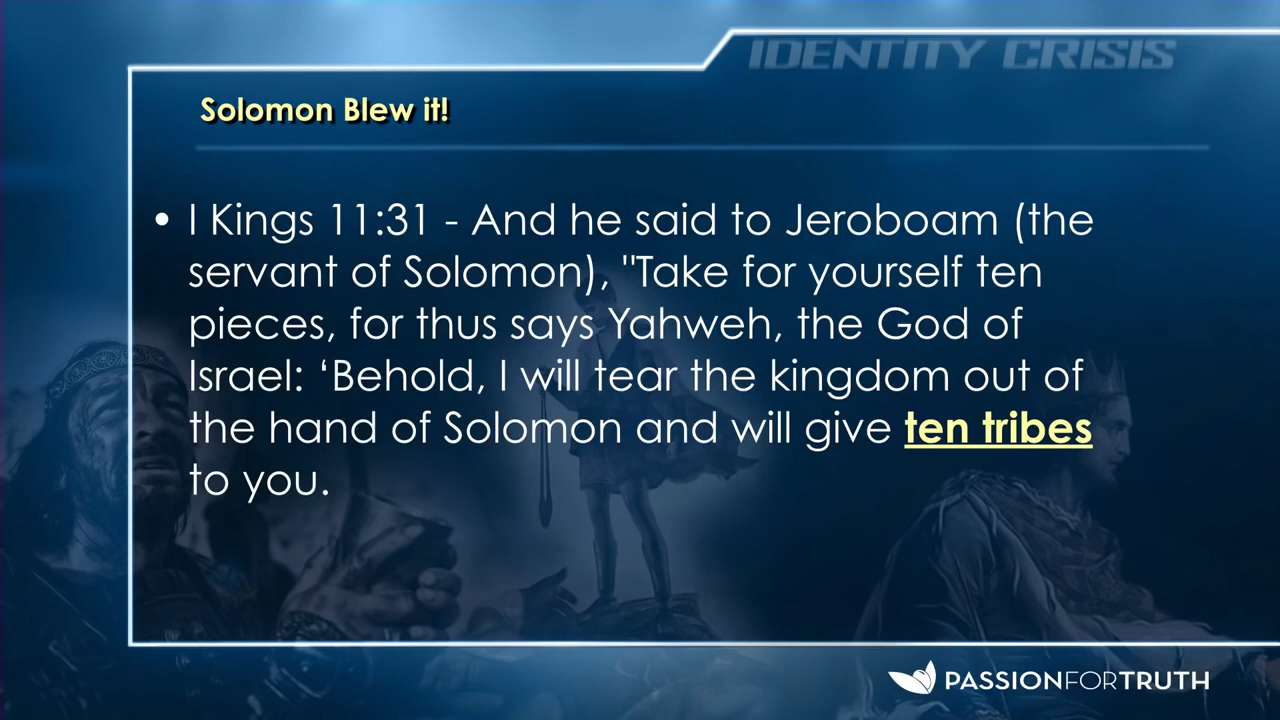 IDENTITY CRISIS
Solomon Blew it!
• I Kings 11:31 - And he said to Jeroboam (the
servant of Solomon), "Take for yourself ten
pieces, for thus says Yahweh, the God of
Israel: ‘Behold, I will tear the kingdom out of
the hand of Solomon and will give ten tribes
to you.
PASSIONFORTRUTH